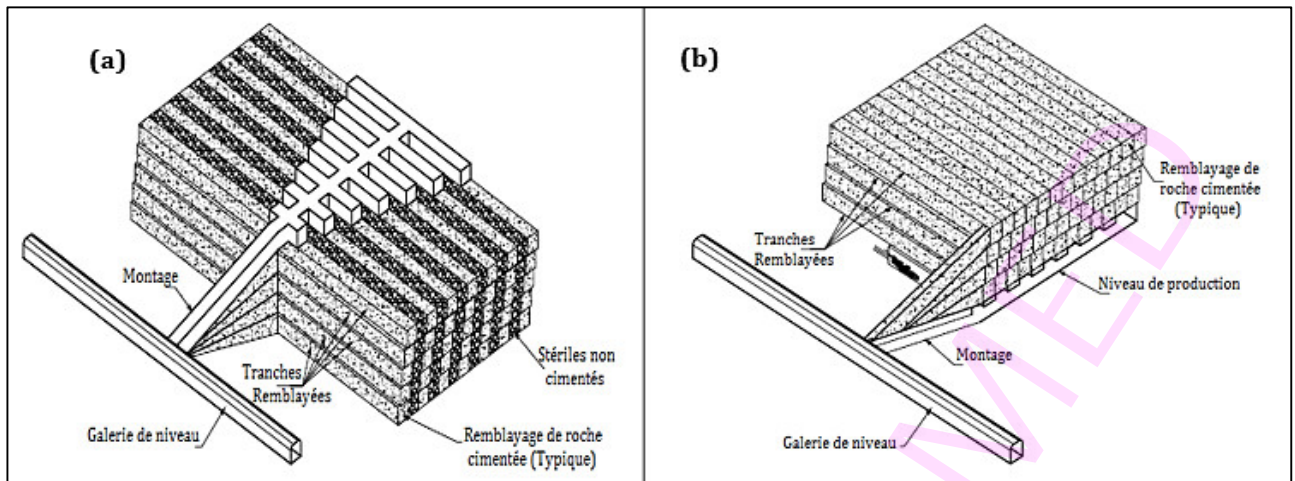 (a)
Montage
Tranches
Remblayées
Galerie de niveau
Stériles non
cimentés
Remblayage de roche
cimentée (Typique)
(b)
Remblayage de
roche cimentée
(Typique)
Tranches
Remblayées
Niveau de production
Montage
Galerie de niveau
MED